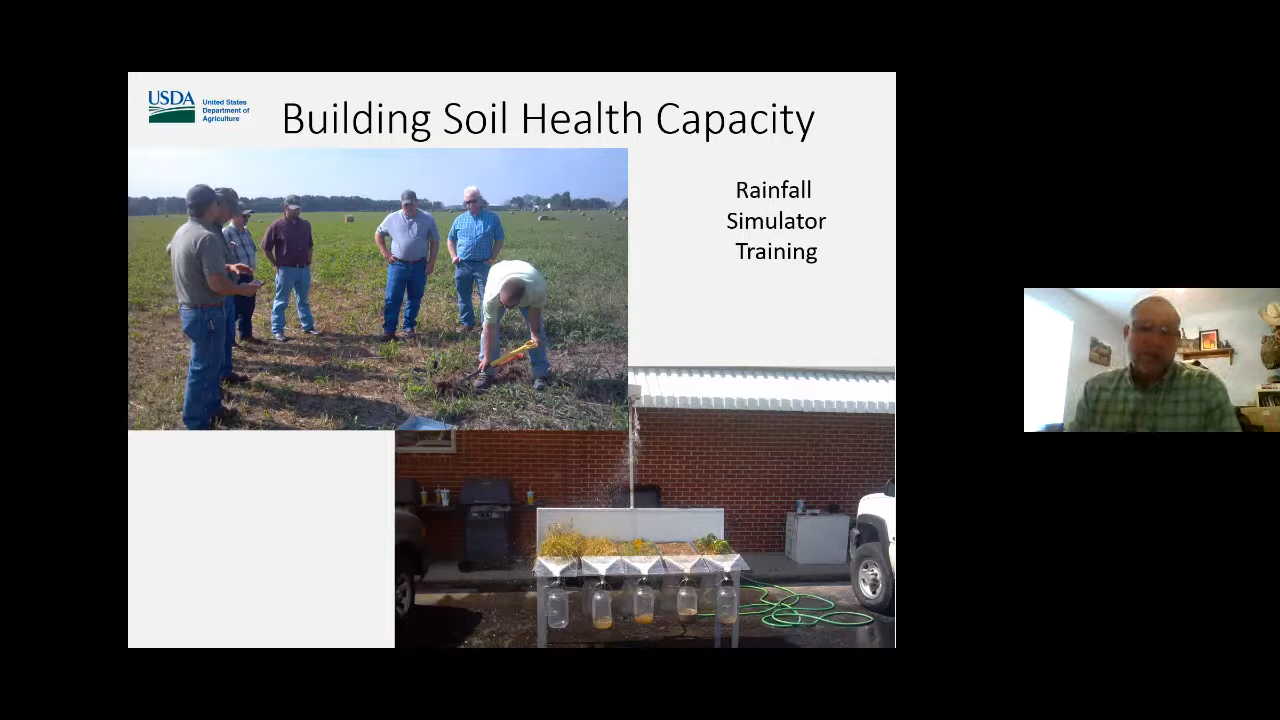 USDA
United States
Department of
Agriculture
Building Soil Health Capacity
Rainfall
Simulator
Training